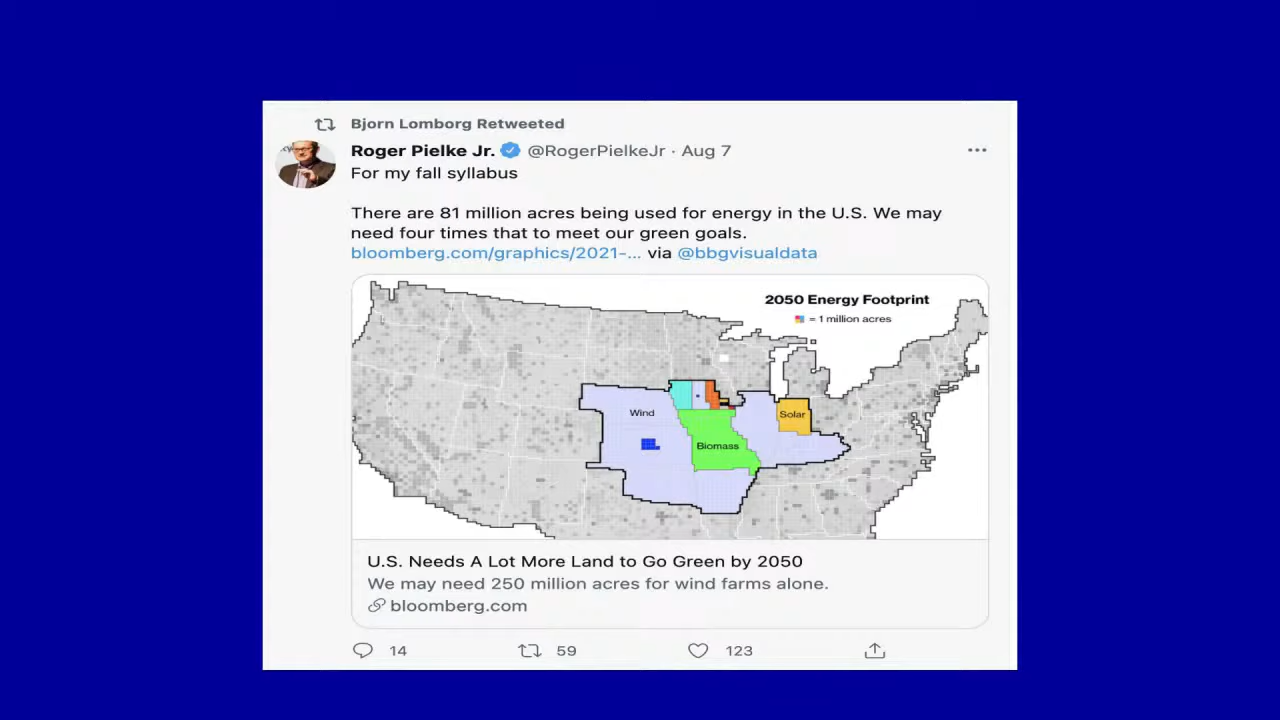 Bjorn Lomborg Retweeted
Roger Pielke Jr. @RogerPielkeJr · Aug 7
For my fall syllabus
There are 81 million acres being used for energy in the U.S. We may
need four times that to meet our green goals.
bloomberg.com/graphics/2021-... via @bbgvisualdata
2050 Energy Footprint
= 1 million acres
Wind
Solar
Biomass
U.S. Needs A Lot More Land to Go Green by 2050
We may need 250 million acres for wind farms alone.
bloomberg.com
14 59 123